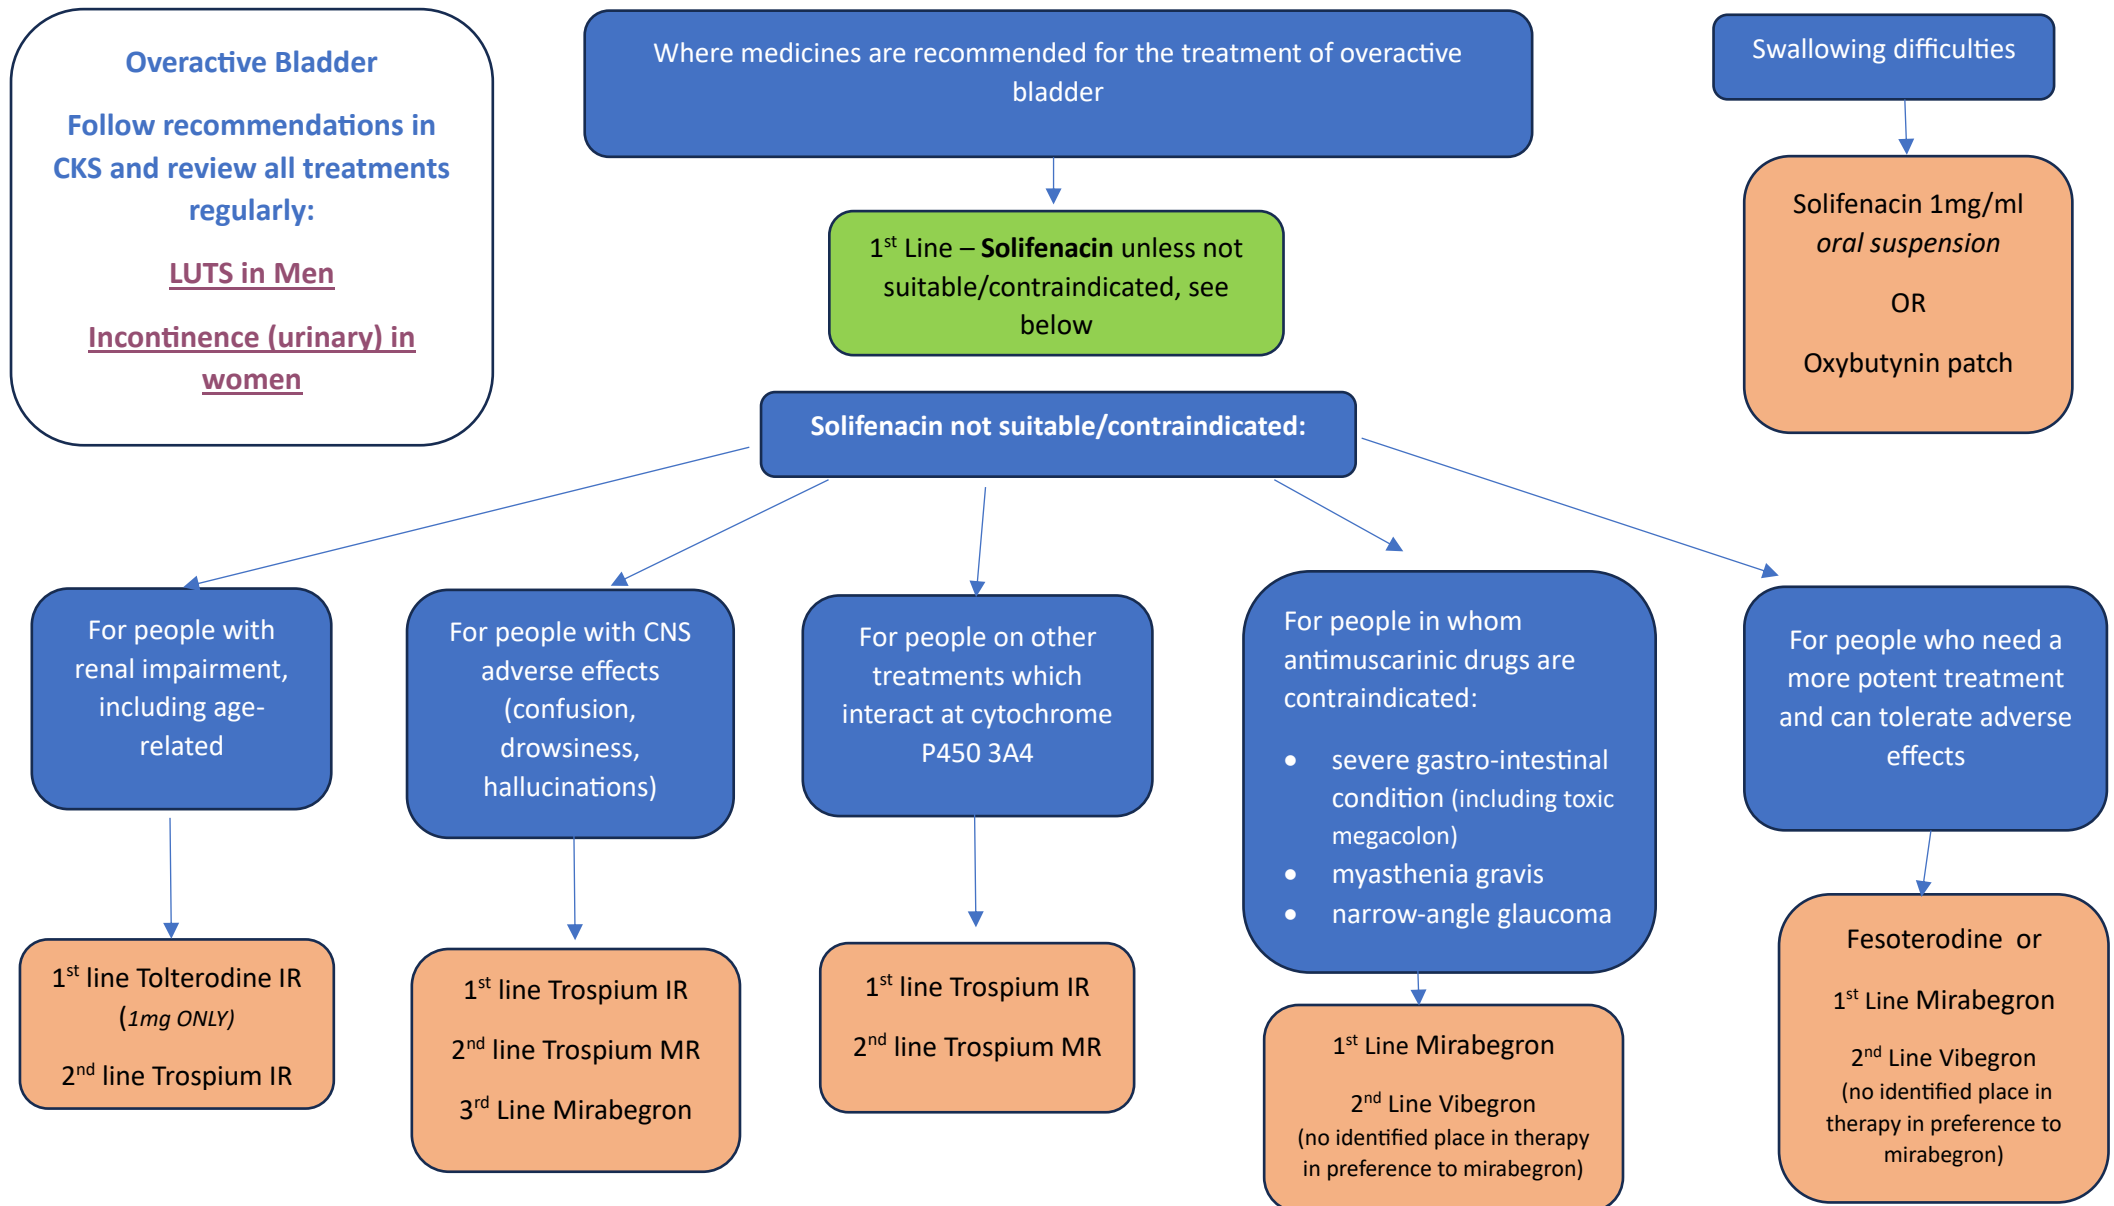 Overactive Bladder
Follow recommendations in
CKS and review all treatments
regularly:
LUTS in Men
Incontinence (urinary) in
women
Where medicines are recommended for the treatment of overactive
bladder
1st Line – Solifenacin unless not
suitable/contraindicated, see
below
Swallowing difficulties
Solifenacin 1mg/ml
oral suspension
OR
Oxybutynin patch
Solifenacin not suitable/contraindicated:
For people with
renal impairment,
including age-
related
1st line Tolterodine IR
(1mg ONLY)
2nd line Trospium IR
For people with CNS
adverse effects
(confusion,
drowsiness,
hallucinations)
1st line Trospium IR
2nd line Trospium MR
3rd Line Mirabegron
For people on other
treatments which
interact at cytochrome
P450 3A4
1st line Trospium IR
2nd line Trospium MR
For people in whom
antimuscarinic drugs are
contraindicated:
• severe gastro-intestinal
condition (including toxic
megacolon)
• myasthenia gravis
• narrow-angle glaucoma
1st Line Mirabegron
2nd Line Vibegron
(no identified place in therapy
in preference to mirabegron)
For people who need a
more potent treatment
and can tolerate adverse
effects
Fesoterodine or
1st Line Mirabegron
2nd Line Vibegron
(no identified place in
therapy in preference to
mirabegron)